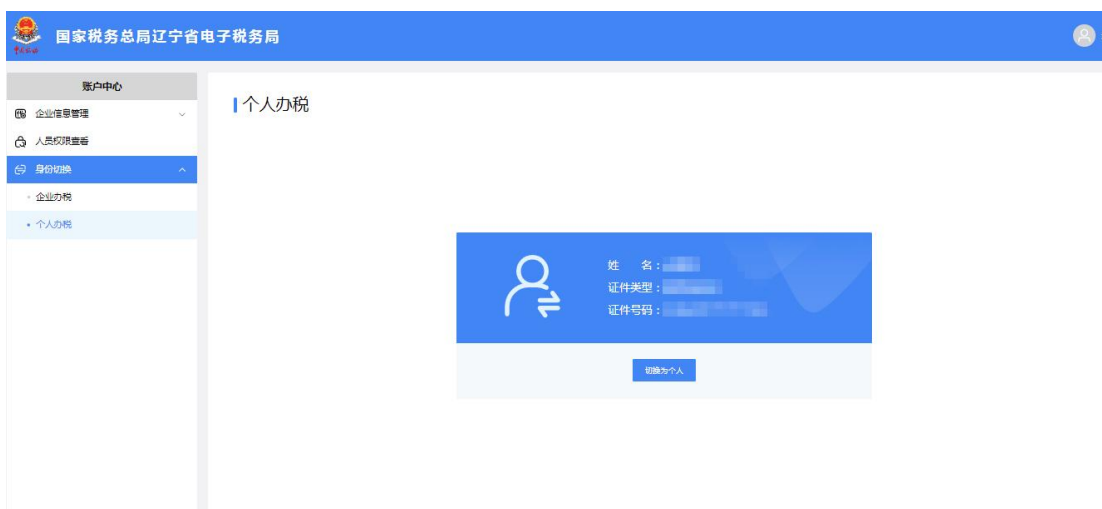 国家税务总局辽宁省电子税务局
账户中心
企业信息管理
人员权限查看
身份切换
企业办税
个人办税
个人办税
姓 名：
证件类型：
证件号码：
切换为个人